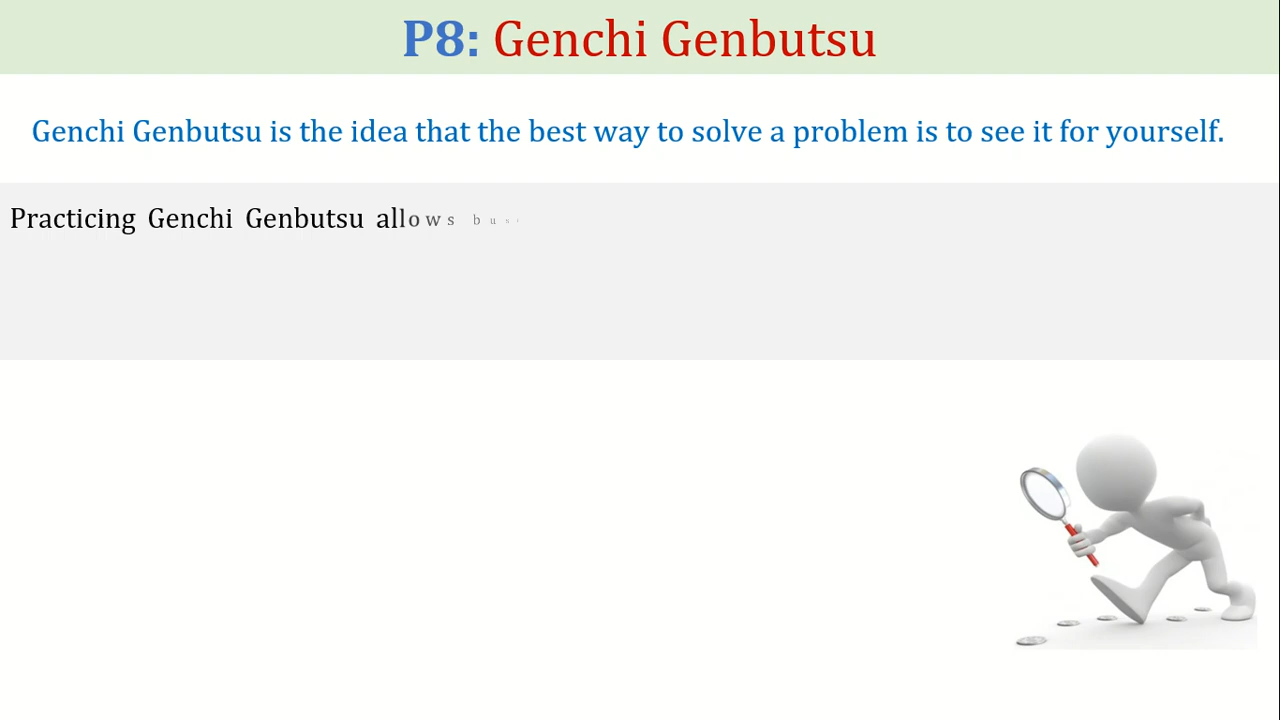 P8: Genchi Genbutsu
Genchi Genbutsu is the idea that the best way to solve a problem is to see it for yourself.
Practicing Genchi Genbutsu allows